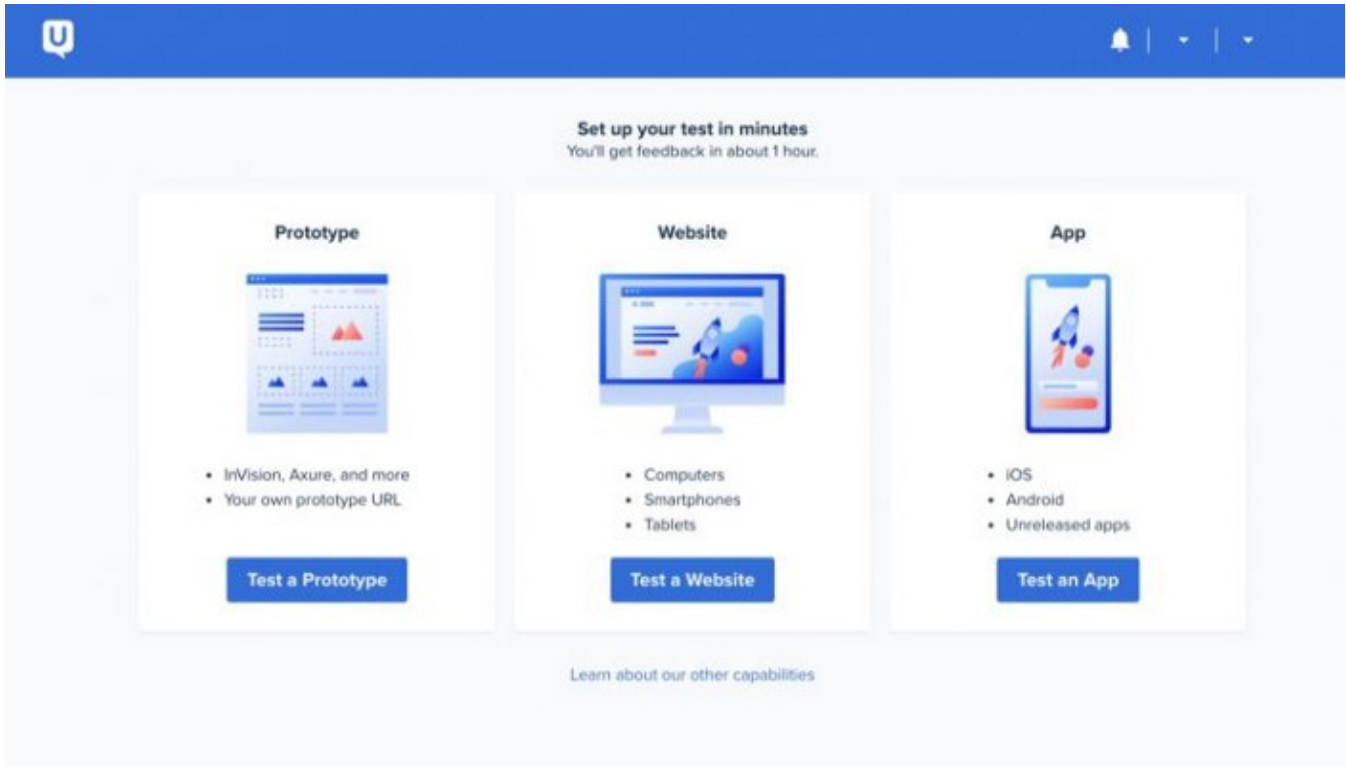 U
Set up your test in minutes
You'll get feedback in about 1 hour.
Prototype
InVision, Axure, and more
Your own prototype URL
Test a Prototype
Website
Computers
Smartphones
Tablets
Test a Website
App
iOS
Android
Unreleased apps
Test an App
Learn about our other capabilities